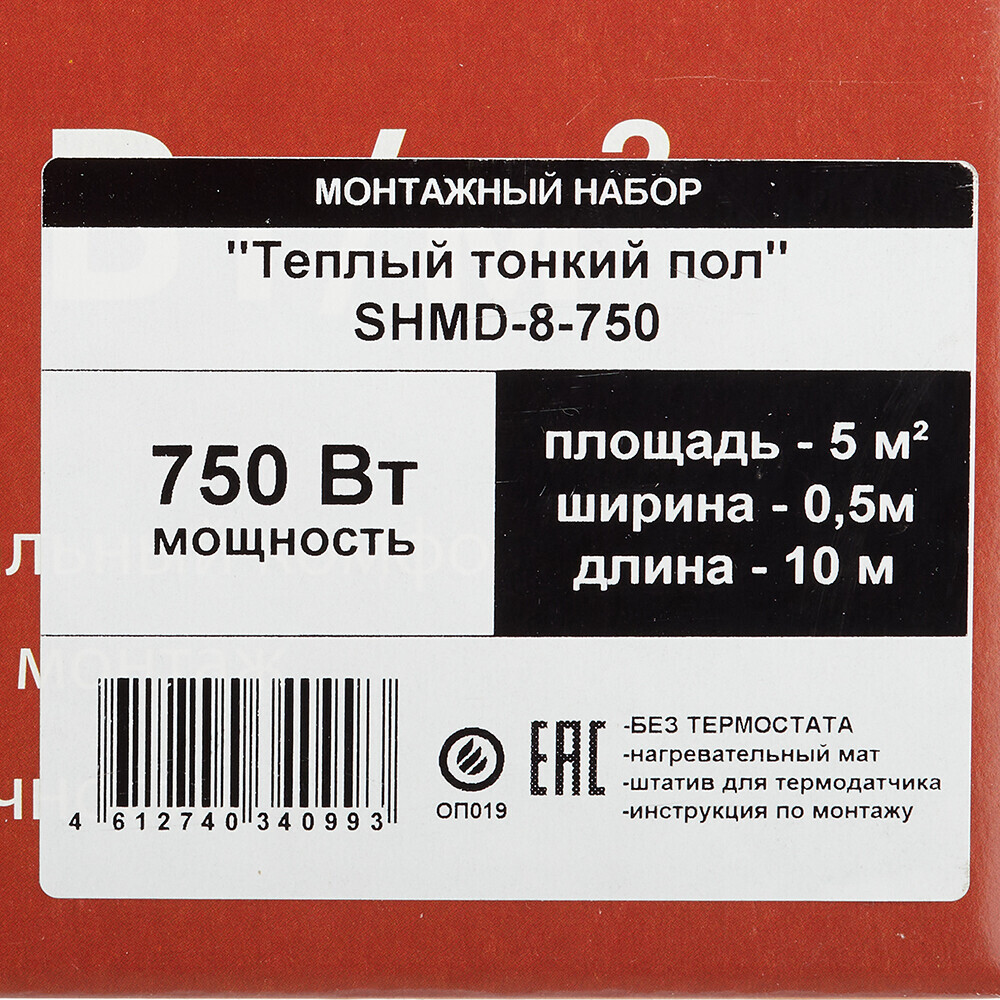 МОНТАЖНЫЙ НАБОР
"Теплый тонкий пол"
SHMD-8-750
750 Вт
мощность
площадь - 5 м²
ширина - 0,5м
длина - 10 м
4 612740 340993
ОП019
EAC
-БЕЗ ТЕРМОСТАТА
-нагревательный мат
-штатив для термодатчика
-инструкция по монтажу
монтаж